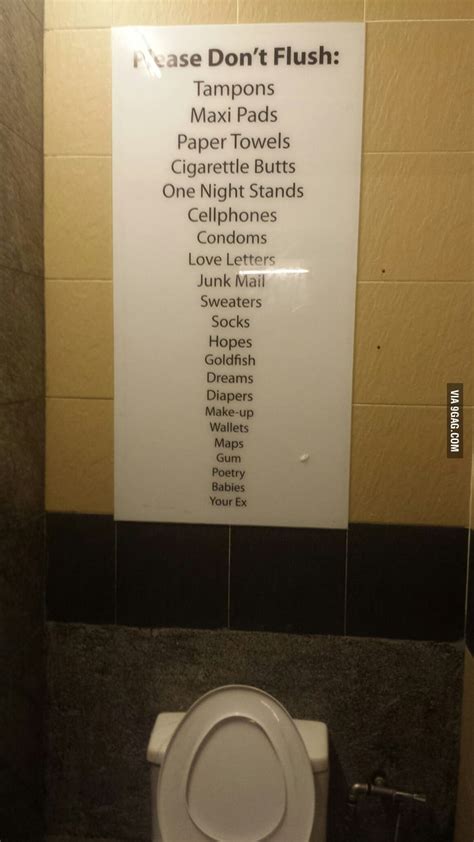 Please Don't Flush:
Tampons
Maxi Pads
Paper Towels
Cigarettle Butts
One Night Stands
Cellphones
Condoms
Love Letters
Junk Mail
Sweaters
Socks
Hopes
Goldfish
Dreams
Diapers
Make-up
Wallets
Maps
Gum
Poetry
Babies
Your Ex
VIA 9GAG.COM